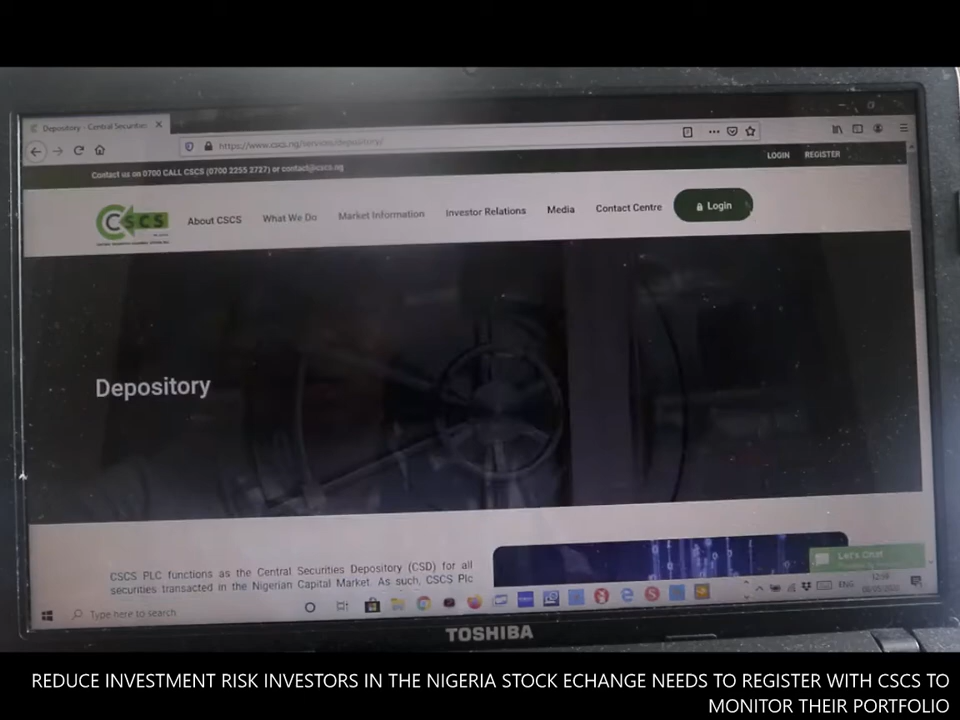 Depository - Central Securities
https://www.cscs.ng/services/depository/
Contact us on 0700 CALL CSCS (0700 2255 2727) or contact@cscs.ng
LOGIN REGISTER
CSCS
About CSCS What We Do Market Information Investor Relations Media Contact Centre Login
Depository
CSCS PLC functions as the Central Securities Depository (CSD) for all
securities transacted in the Nigerian Capital Market. As such, CSCS Plc
Let's Chat
Type here to search
ENG
12:59
TOSHIBA
REDUCE INVESTMENT RISK INVESTORS IN THE NIGERIA STOCK ECHANGE NEEDS TO REGISTER WITH CSCS TO
MONITOR THEIR PORTFOLIO